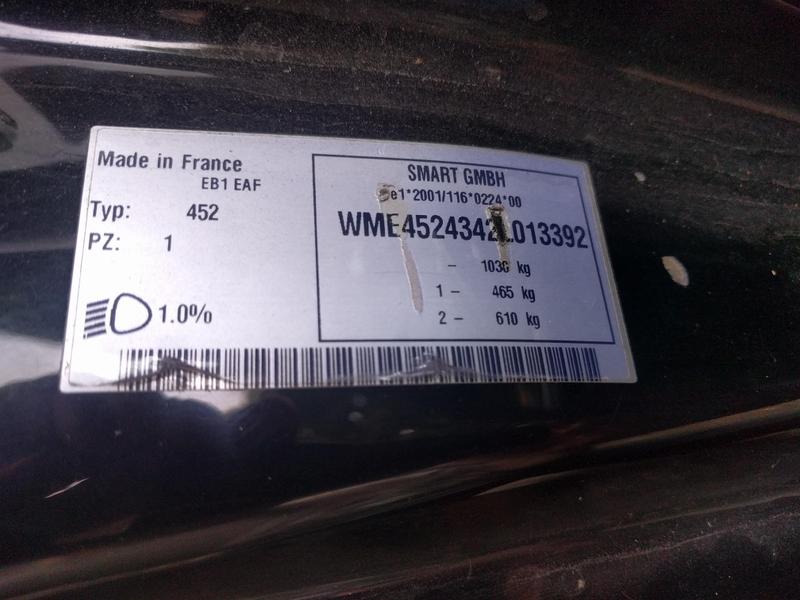 Made in France
EB1 EAF
Typ: 452
PZ: 1
1.0%
SMART GMBH
e1*2001/116*0224*00
WME4524342L013392
– 1030 kg
1 – 465 kg
2 – 610 kg